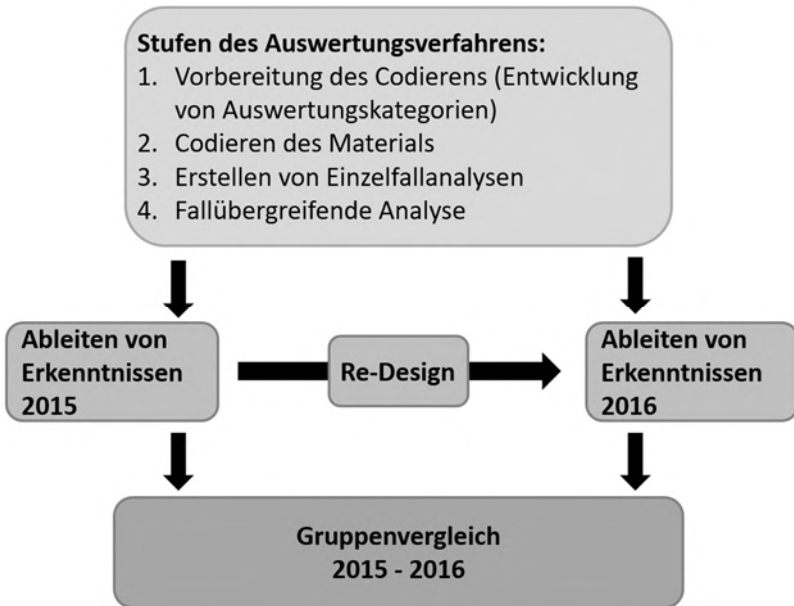 Stufen des Auswertungsverfahrens:
1. Vorbereitung des Codierens (Entwicklung
von Auswertungskategorien)
2. Codieren des Materials
3. Erstellen von Einzelfallanalysen
4. Fallübergreifende Analyse
Ableiten von
Erkenntnissen
2015
Re-Design
Ableiten von
Erkenntnissen
2016
Gruppenvergleich
2015 - 2016